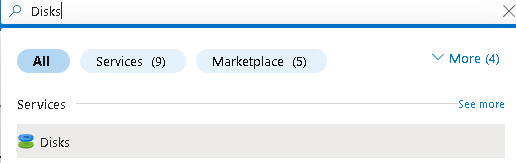 Disks
All Services (9) Marketplace (5) More (4)
Services See more
Disks